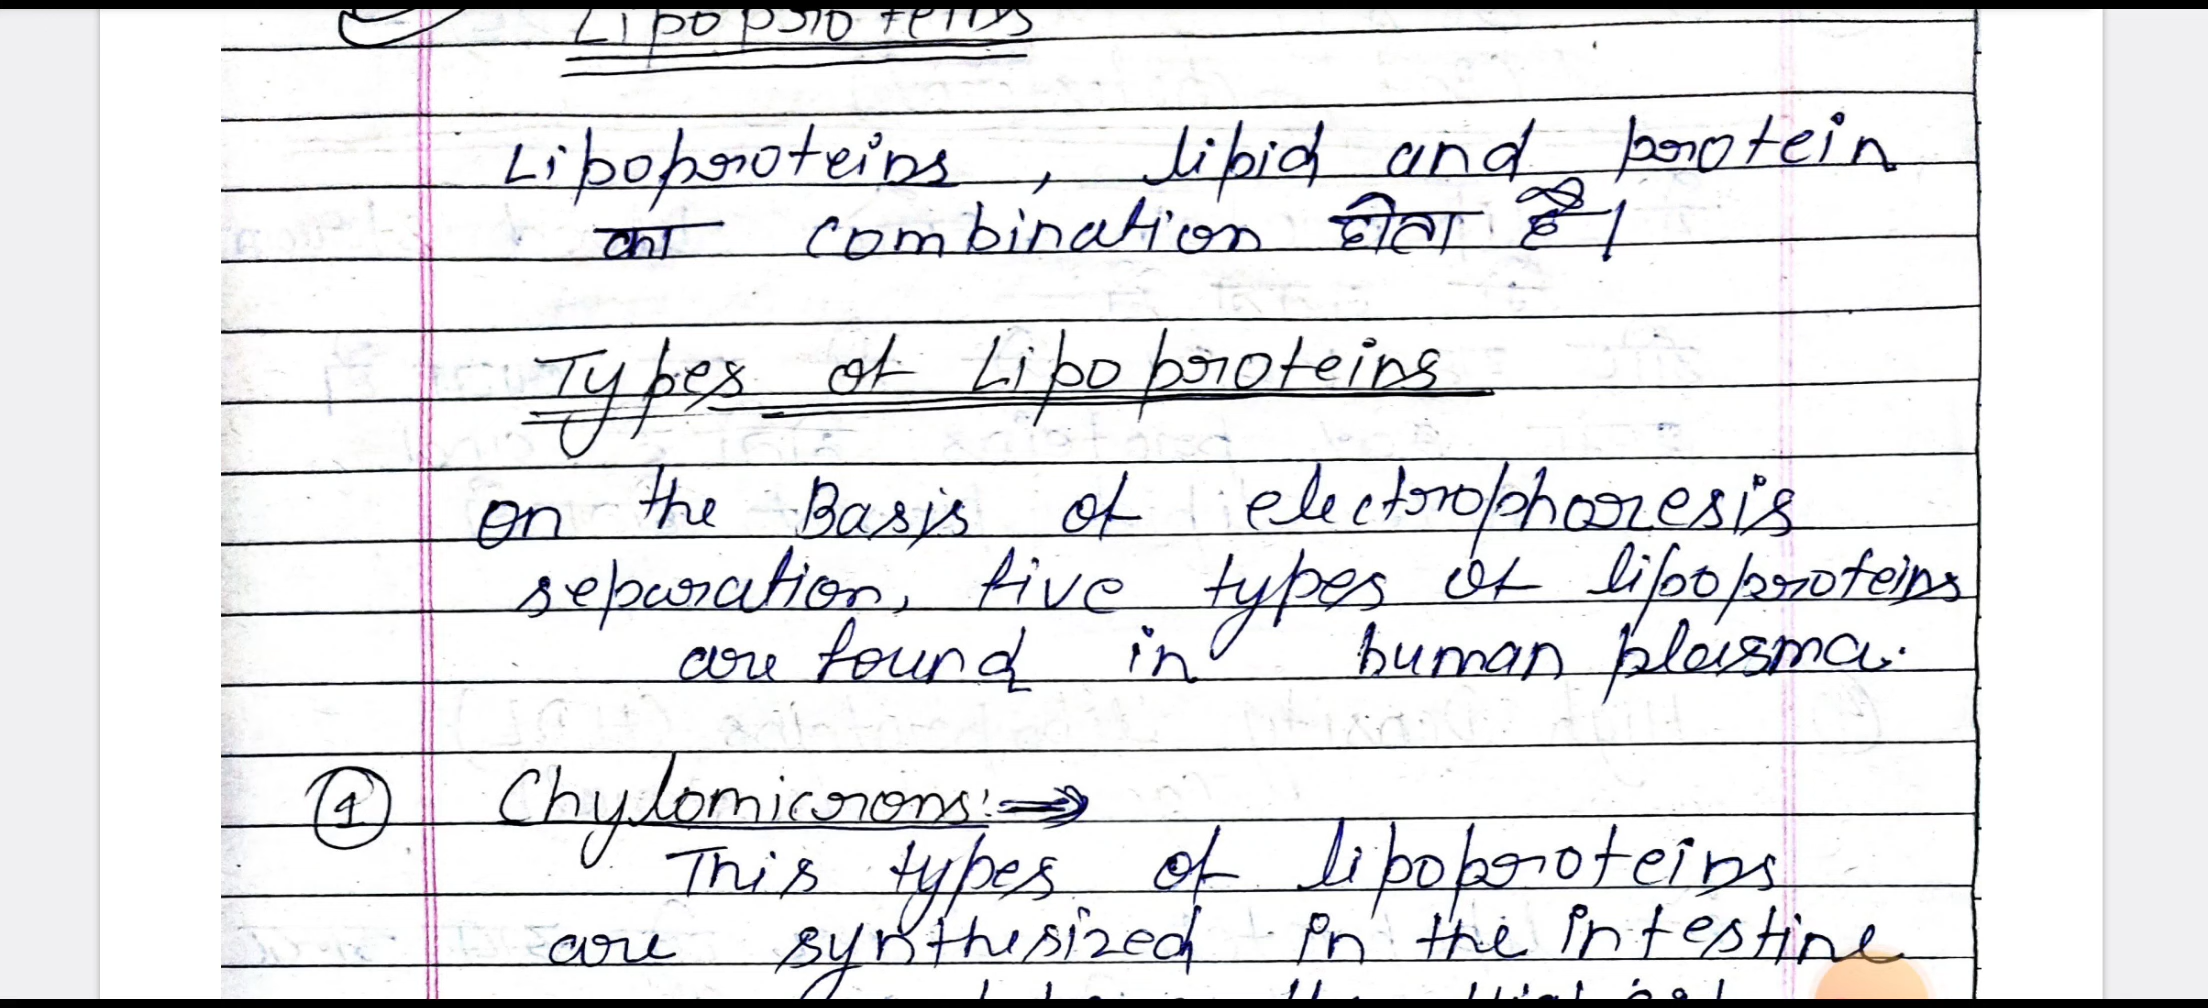 Lipoproteins
Lipoproteins, lipid and protein
का combination होता है।
Types of Lipoproteins
on the Basis of electrophoresis
separation, five types of lipoproteins
are found in human plasma.
① Chylomicrons:⇒
This types of lipoproteins
are synthesized in the intestine